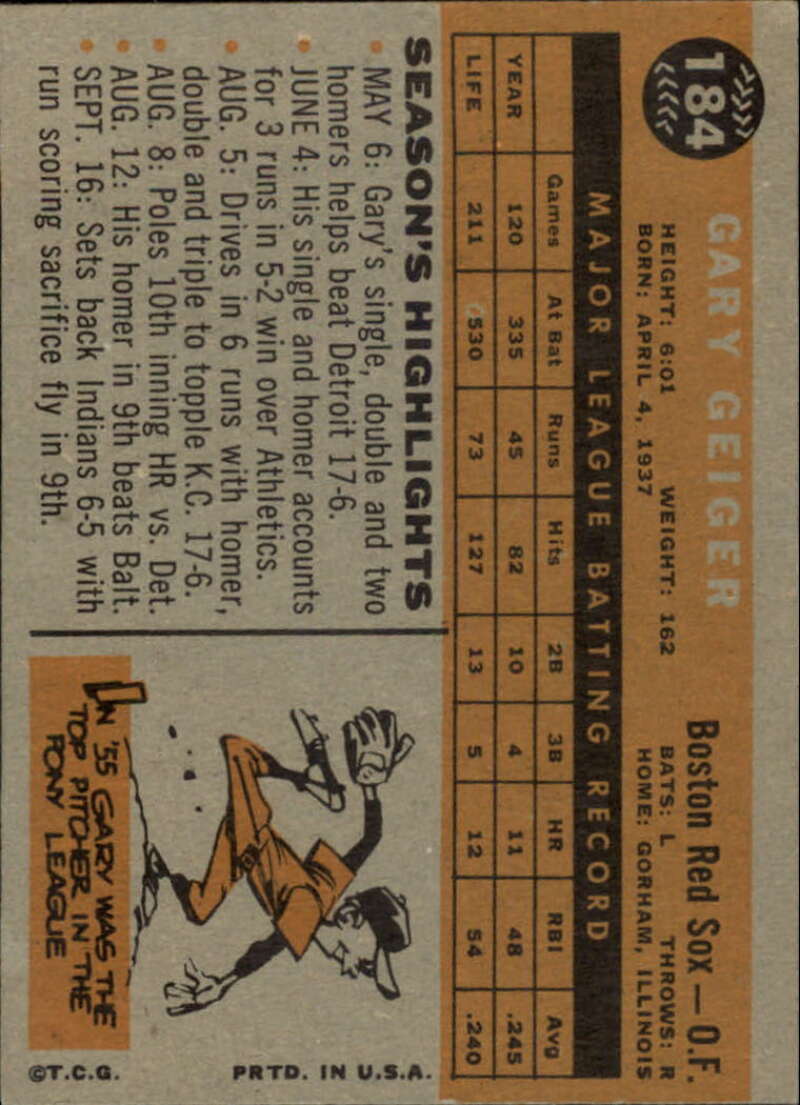 184
GARY GEIGER
Boston Red Sox — O.F.
HEIGHT: 6:01 WEIGHT: 162 BATS: L THROWS: R
BORN: APRIL 4, 1937 HOME: GORHAM, ILLINOIS
MAJOR LEAGUE BATTING RECORD
Games At Bat Runs Hits 2B 3B HR RBI Avg
YEAR 120 335 45 82 10 4 11 48 .245
LIFE 211 530 73 127 13 5 12 54 .240
SEASON'S HIGHLIGHTS
• MAY 6: Gary's single, double and two
homers helps beat Detroit 17-6.
• JUNE 4: His single and homer accounts
for 3 runs in 5-2 win over Athletics.
• AUG. 5: Drives in 6 runs with homer,
double and triple to topple K.C. 17-6.
• AUG. 8: Poles 10th inning HR vs. Det.
• AUG. 12: His homer in 9th beats Balt.
• SEPT. 16: Sets back Indians 6-5 with
run scoring sacrifice fly in 9th.
IN '55 GARY WAS THE
TOP PITCHER IN THE
PONY LEAGUE
©T.C.G. PRTD. IN U.S.A.